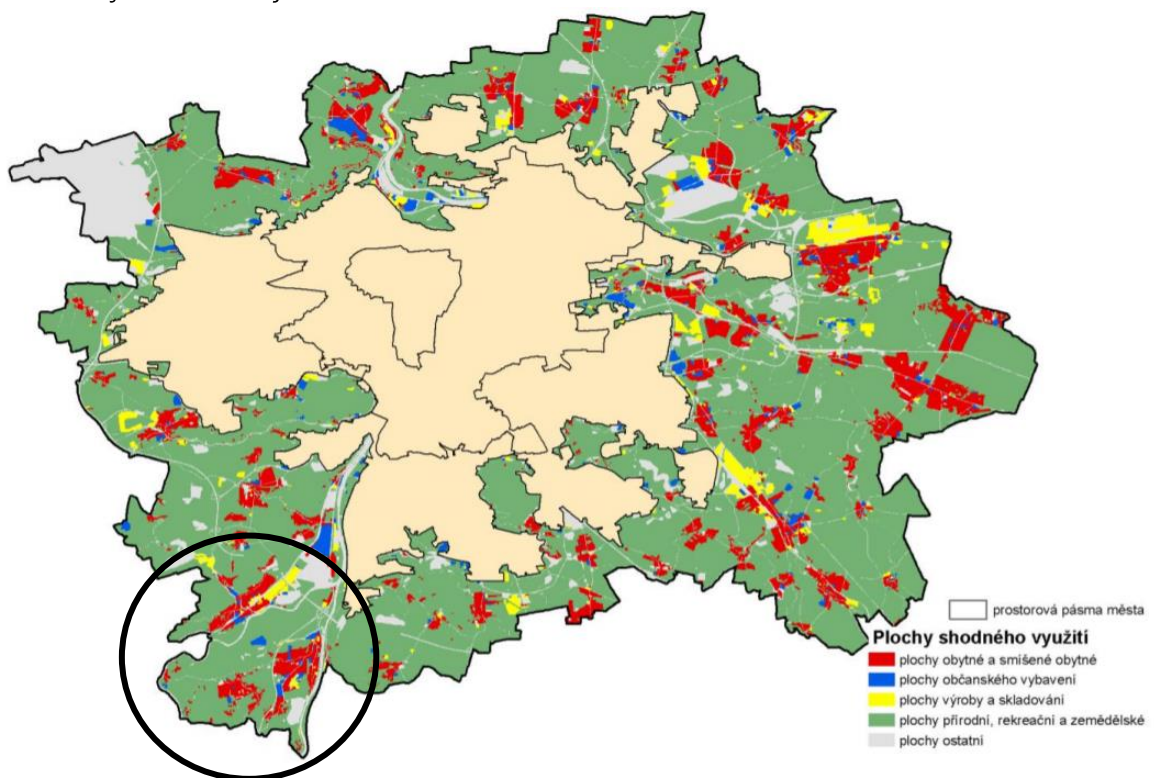 prostorová pásma města
Plochy shodného využití
plochy obytné a smíšené obytné
plochy občanského vybavení
plochy výroby a skladování
plochy přírodní, rekreační a zemědělské
plochy ostatní